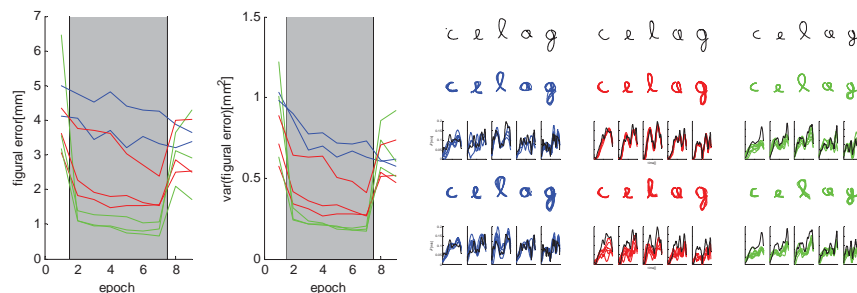 figural error[mm]
7
6
5
4
3
2
1
0
0 2 4 6 8
epoch
var(figural error)[mm²]
1.5
1
0.5
0
0 2 4 6 8
epoch
c e l a g
c e l a g
c e l a g
c e l a g
c e l a g
c e l a g
c e l a g
c e l a g
c e l a g